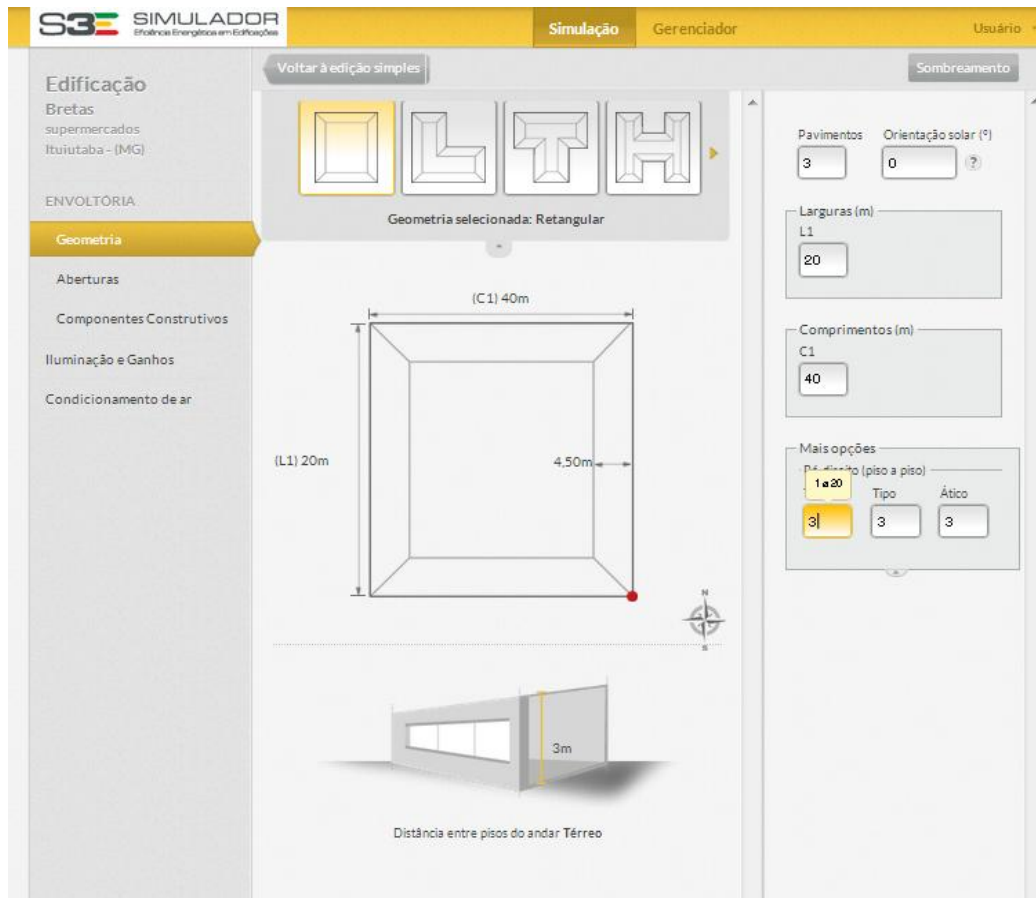 S3E SIMULADOR
Eficiência Energética em Edificações
Simulação Gerenciador Usuário
Voltar à edição simples Sombreamento
Edificação
Bretas
supermercados
Ituiutaba - (MG)
ENVOLTÓRIA
Geometria
Aberturas
Componentes Construtivos
Iluminação e Ganhos
Condicionamento de ar
Geometria selecionada: Retangular
(C1) 40m
(L1) 20m
4,50m
N
S
3m
Distância entre pisos do andar Térreo
Pavimentos Orientação solar (º)
3 0 ?
Larguras (m)
L1
20
Comprimentos (m)
C1
40
Mais opções
(piso a piso)
1 a 20
Tipo Ático
3 3 3